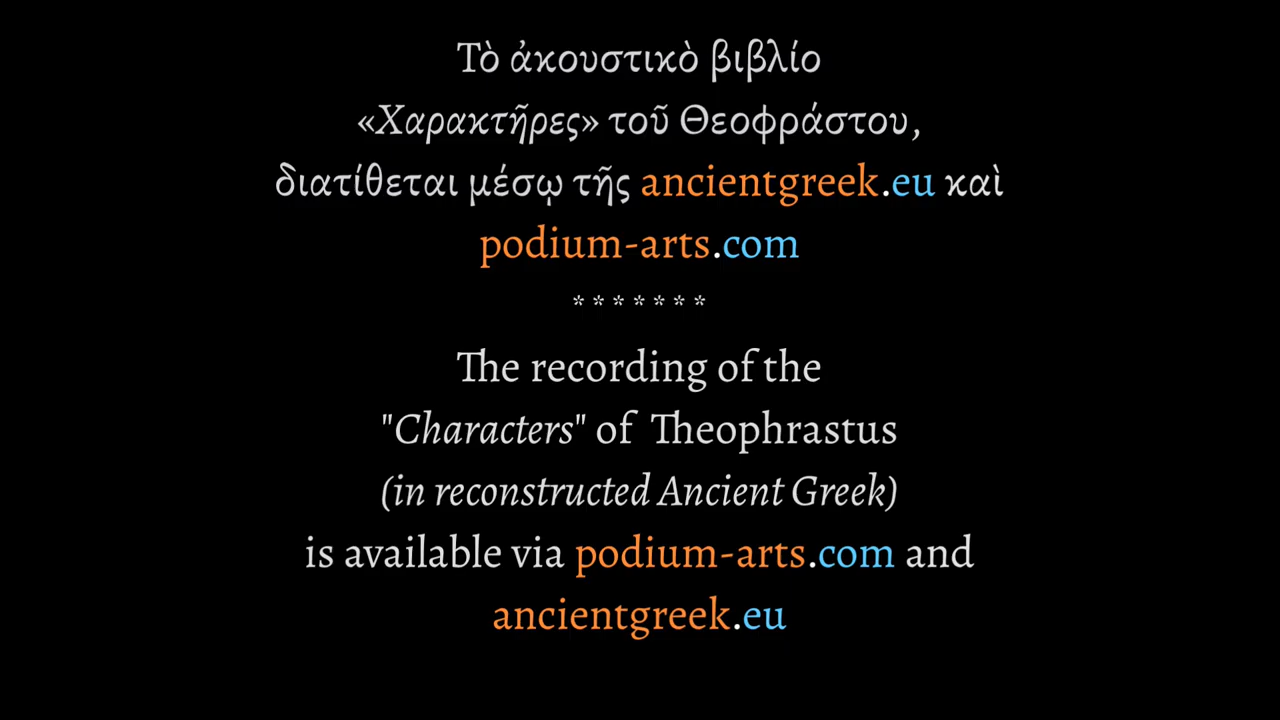 Τὸ ἀκουστικὸ βιβλίο
«Χαρακτῆρες» τοῦ Θεοφράστου,
διατίθεται μέσῳ τῆς ancientgreek.eu καὶ
podium-arts.com
* * * * * * *
The recording of the
"Characters" of Theophrastus
(in reconstructed Ancient Greek)
is available via podium-arts.com and
ancientgreek.eu